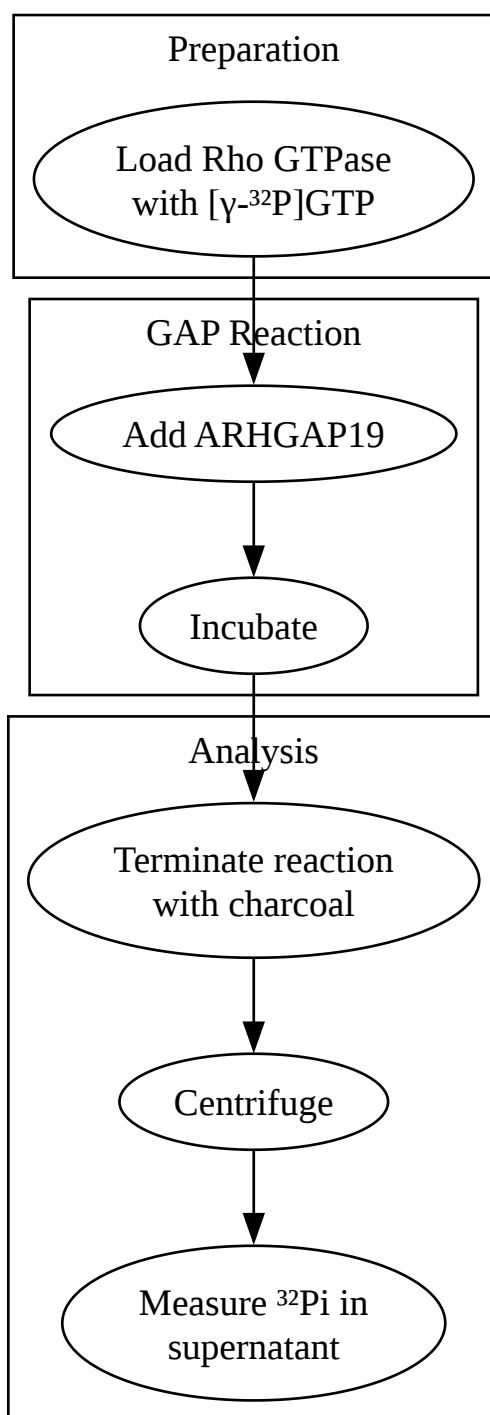 Preparation
Load Rho GTPase
with [γ-³²P]GTP
GAP Reaction
Add ARHGAP19
Incubate
Analysis
Terminate reaction
with charcoal
Centrifuge
Measure ³²Pi in
supernatant